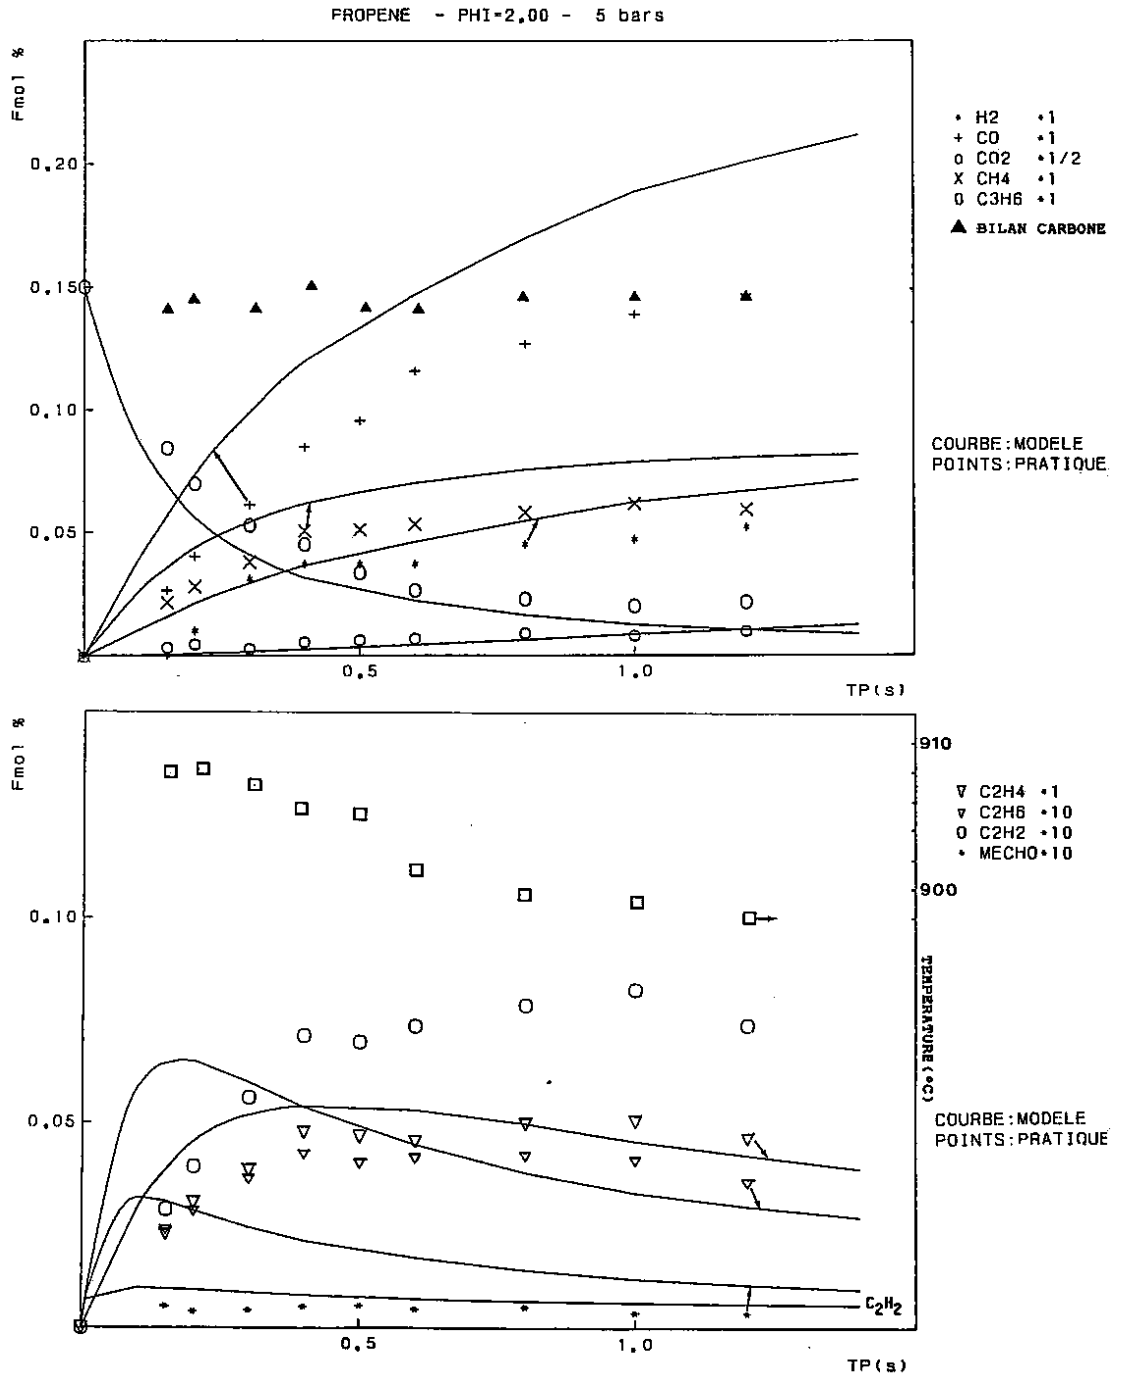 PROPENE - PHI=2,00 - 5 bars
Fmol %
0.20
0.15
0.10
0.05
0.5
1.0
TP(s)
* H2 *1
+ CO *1
o CO2 *1/2
X CH4 *1
O C3H6 *1
▲ BILAN CARBONE
COURBE:MODELE
POINTS:PRATIQUE
Fmol %
0.10
0.05
0.5
1.0
TP(s)
910
900
TEMPERATURE(°C)
▽ C2H4 *1
▽ C2H6 *10
O C2H2 *10
* MECHO*10
COURBE:MODELE
POINTS:PRATIQUE
C₂H₂